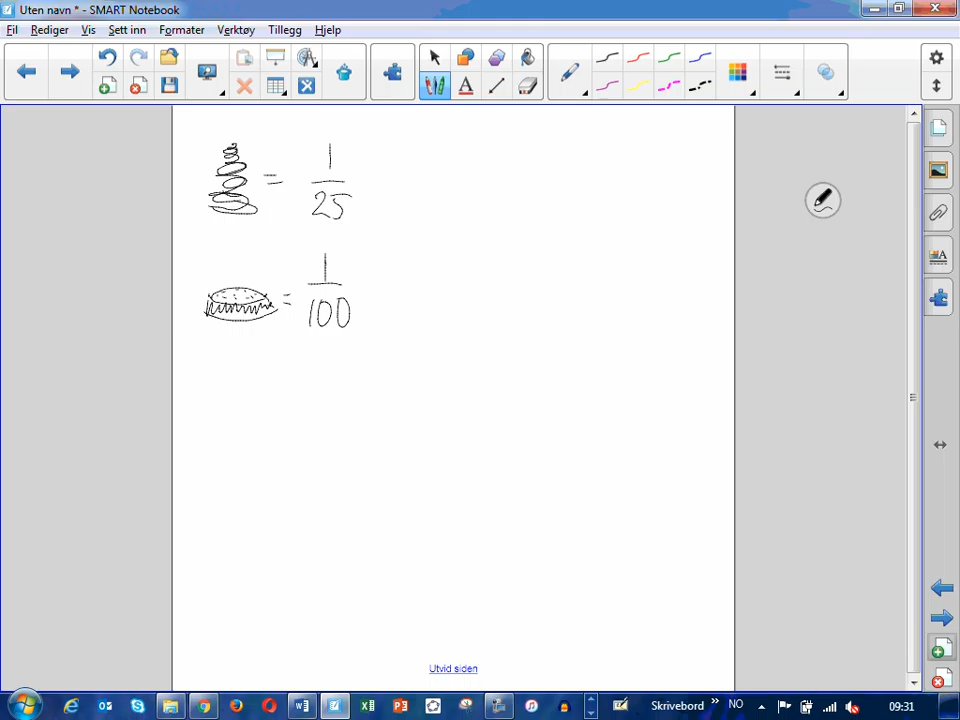 Uten navn * - SMART Notebook
Fil Rediger Vis Sett inn Formater Verktøy Tillegg Hjelp
= 1
25
= 1
100
Utvid siden
Skrivebord » NO 09:31